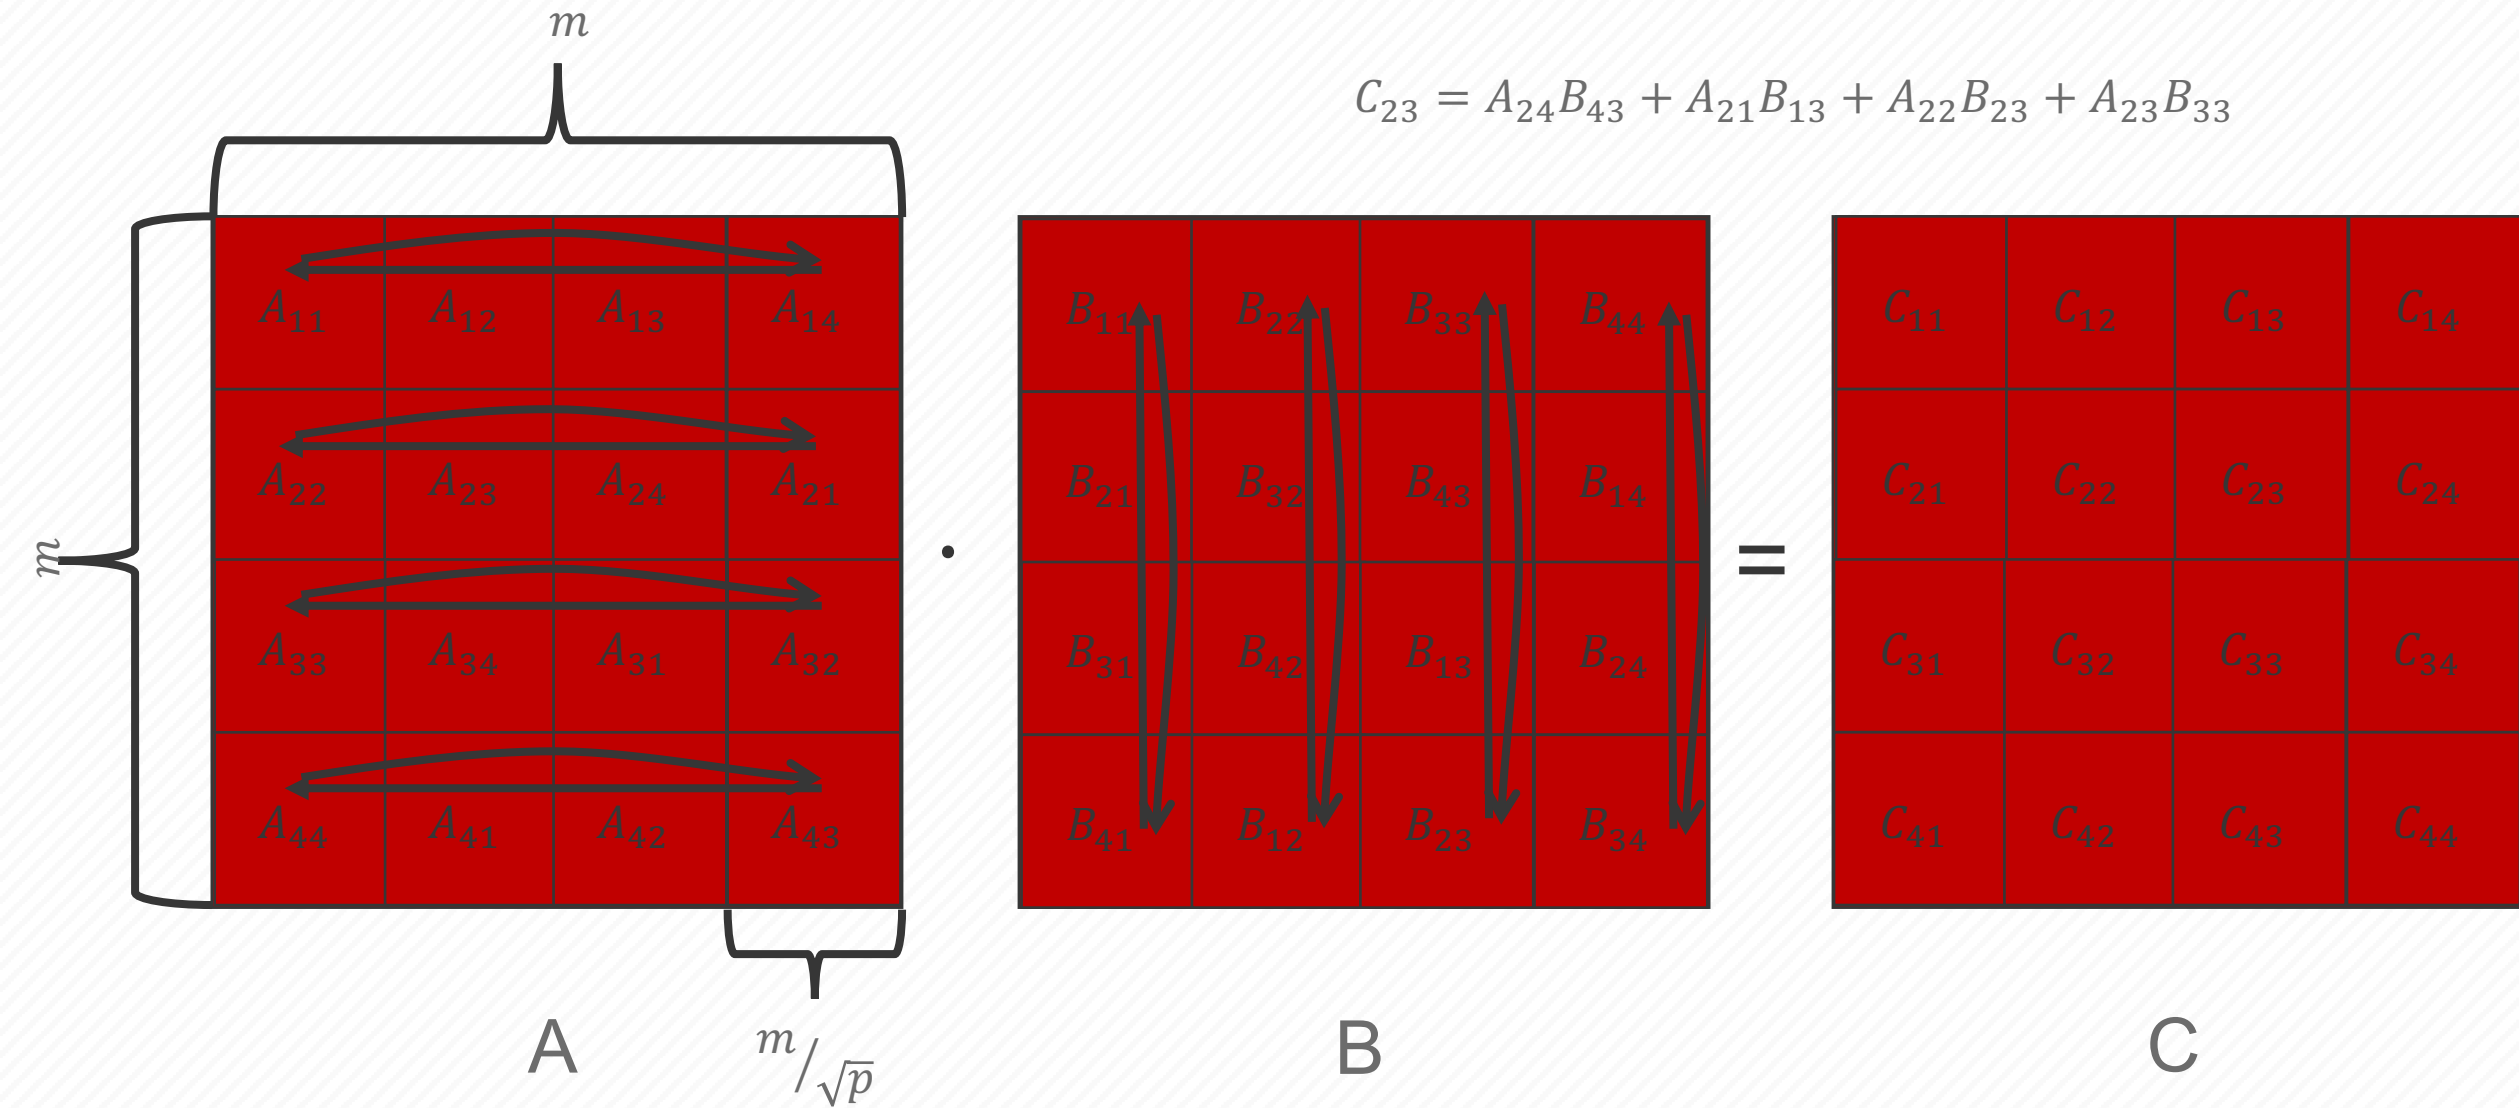 m
C₂₃ = A₂₄B₄₃ + A₂₁B₁₃ + A₂₂B₂₃ + A₂₃B₃₃
A₁₁ A₁₂ A₁₃ A₁₄ B₁₁ B₂₂ B₃₃ B₄₄ C₁₁ C₁₂ C₁₃ C₁₄
A₂₂ A₂₃ A₂₄ A₂₁ B₂₁ B₃₂ B₄₃ B₁₄ C₂₁ C₂₂ C₂₃ C₂₄
m · =
A₃₃ A₃₄ A₃₁ A₃₂ B₃₁ B₄₂ B₁₃ B₂₄ C₃₁ C₃₂ C₃₃ C₃₄
A₄₄ A₄₁ A₄₂ A₄₃ B₄₁ B₁₂ B₂₃ B₃₄ C₄₁ C₄₂ C₄₃ C₄₄
A m/√p B C